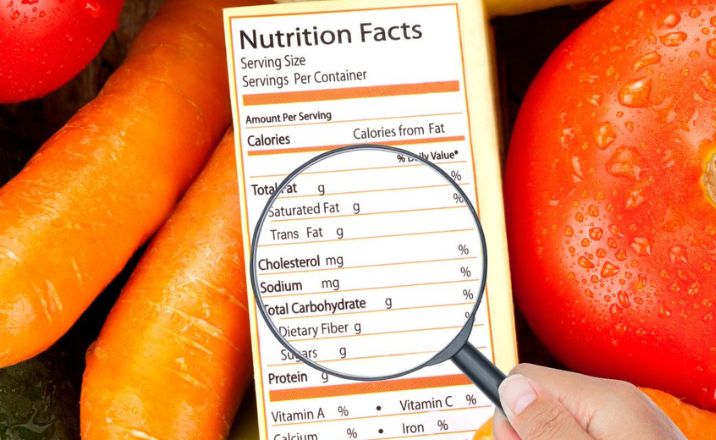 Nutrition Facts
Serving Size
Servings Per Container
Amount Per Serving
Calories Calories from Fat
% Daily Value*
Total Fat g %
Saturated Fat g %
Trans Fat g
Cholesterol mg %
Sodium mg %
Total Carbohydrate g %
Dietary Fiber g %
Sugars g
Protein g
Vitamin A % • Vitamin C %
Calcium % • Iron %